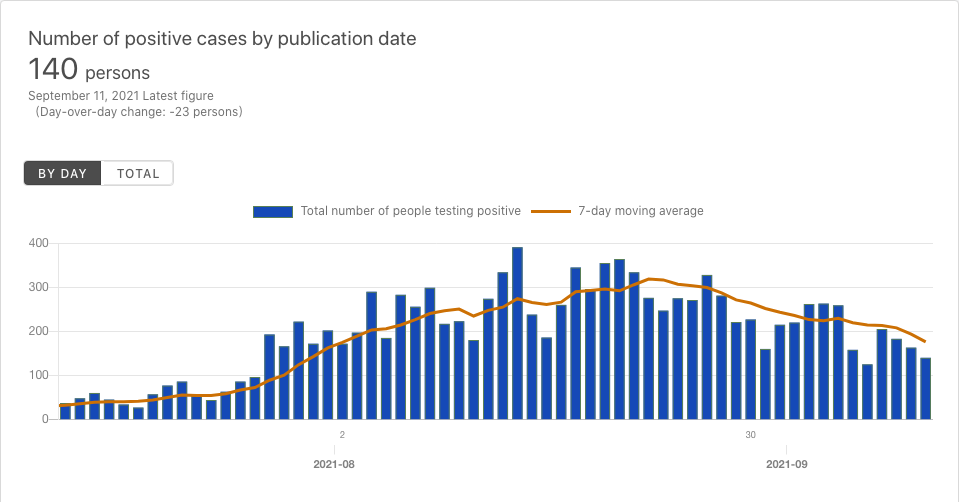 Number of positive cases by publication date
140 persons
September 11, 2021 Latest figure
(Day-over-day change: -23 persons)
BY DAY TOTAL
Total number of people testing positive 7-day moving average
400
300
200
100
0
2 30
2021-08 2021-09